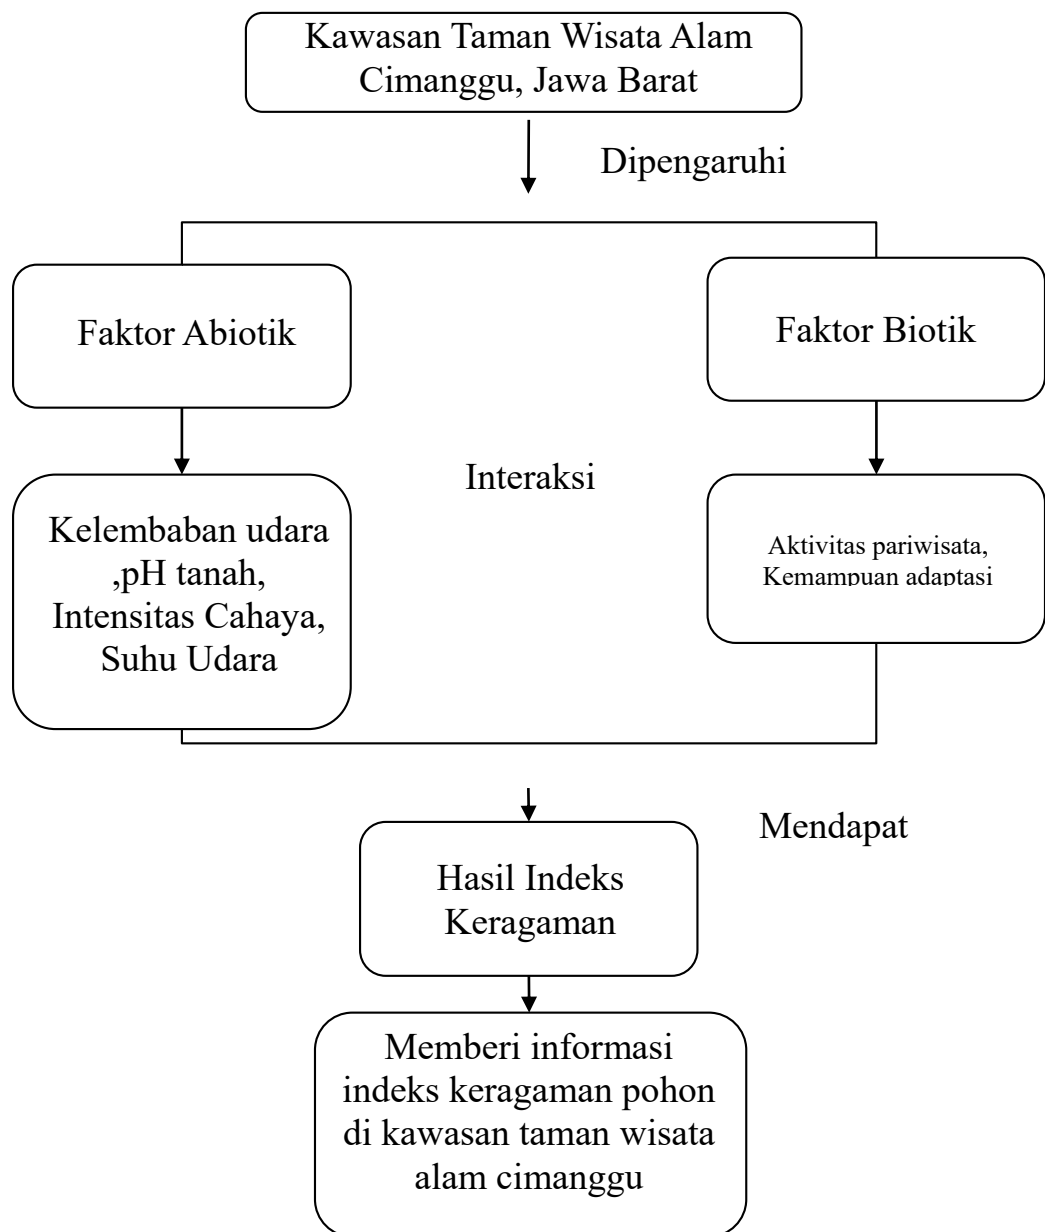 Kawasan Taman Wisata Alam
Cimanggu, Jawa Barat
Dipengaruhi
Faktor Abiotik
Faktor Biotik
Interaksi
Kelembaban udara
,pH tanah,
Intensitas Cahaya,
Suhu Udara
Aktivitas pariwisata,
Kemampuan adaptasi
Mendapat
Hasil Indeks
Keragaman
Memberi informasi
indeks keragaman pohon
di kawasan taman wisata
alam cimanggu